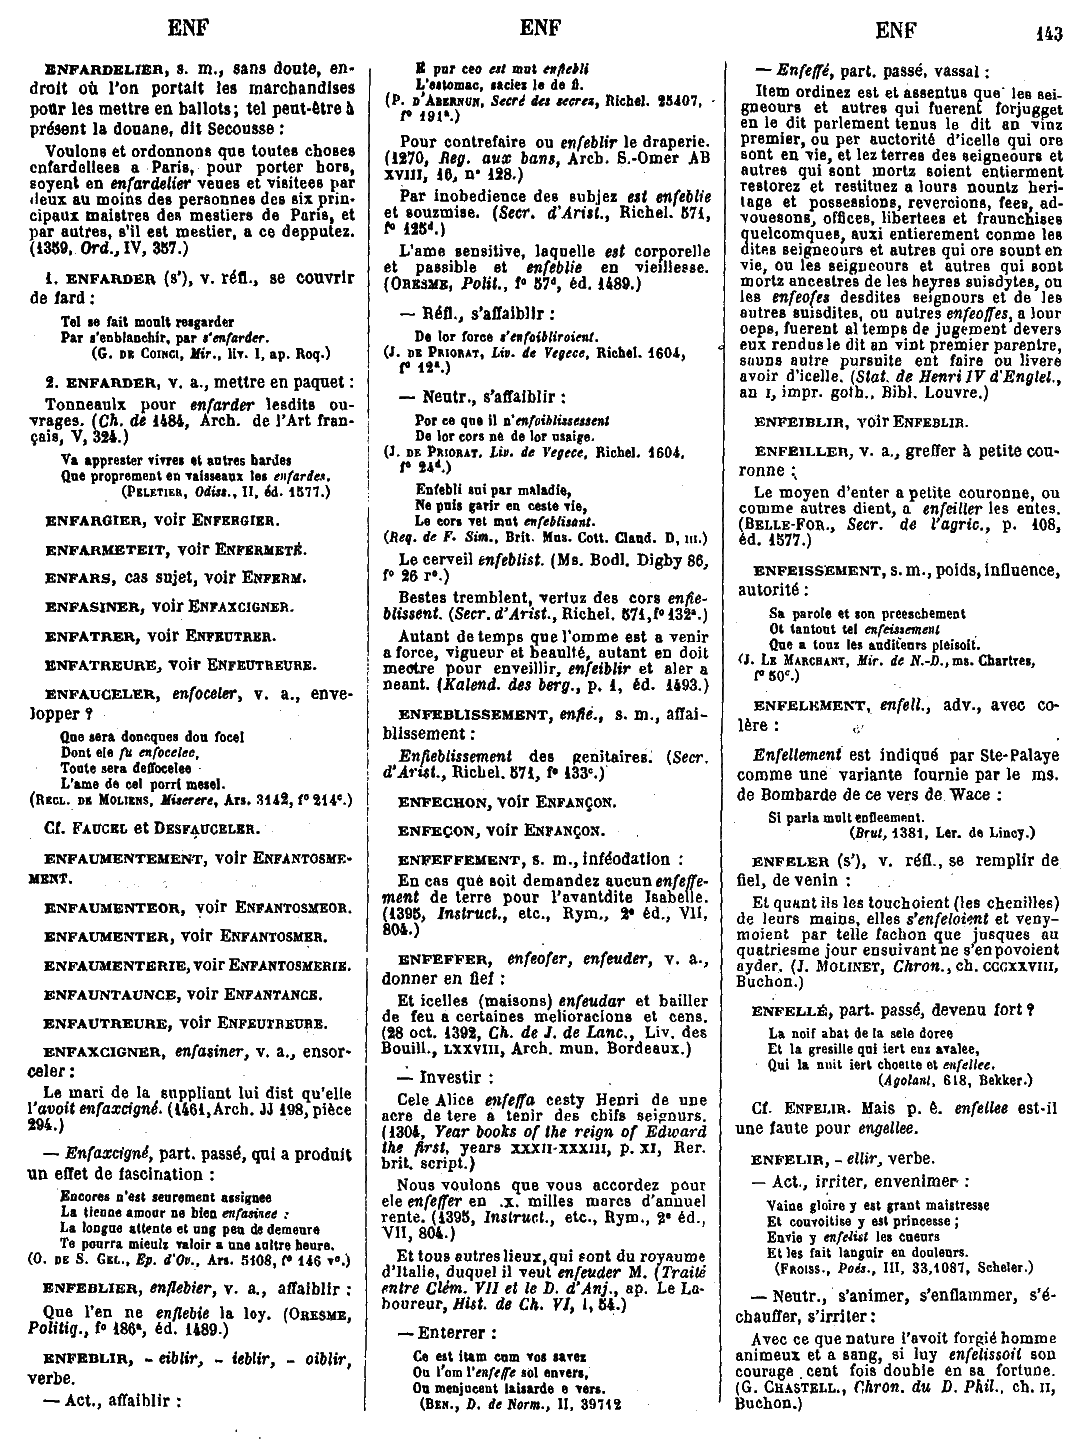 ENF
ENF
ENF
143
ENFARDELIER, s. m., sans doute, en-
droit où l'on portait les marchandises
pour les mettre en ballots; tel peut-être à
présent la douane, dit Secousse :
Voulons et ordonnons que toutes choses
enfardellees a Paris, pour porter hors,
soyent en enfardelier veues et visitees par
deux au moins des personnes des six prin-
cipaux maistres des mestiers de Paris, et
par autres, s'il est mestier, a ce depputez.
(1359, Ord., IV, 357.)
1. ENFARDER (s'), v. réfl., se couvrir
de fard :
Tel se fait moult resgarder
Par s'enblanchir, par s'enfarder.
(G. DE COINCI, Mir., liv. I, ap. Roq.)
2. ENFARDER, v. a., mettre en paquet :
Tonneaulx pour enfarder lesdits ou-
vrages. (Ch. de 1484, Arch. de l'Art fran-
çais, V, 324.)
Va apprester vivres et autres hardes
Que proprement en vaisseaux les enfardes.
(PELETIER, Odiss., II, éd. 1577.)
ENFARGIER, voir ENFERGIER.
ENFARMETEIT, voir ENFERMETÉ.
ENFARS, cas sujet, voir ENFERM.
ENFASINER, voir ENFAXCIGNER.
ENFATRER, voir ENFEUTRER.
ENFATREURE, voir ENFEUTREURE.
ENFAUCELER, enfoceler, v. a., enve-
lopper ?
Que sera doncques dou focel
Dont ele fu enfocelee,
Toute sera deffocelee
L'ame de cel porri mesel.
(RECL. DE MOLIENS, Miserere, Ars. 3142, f° 214c.)
Cf. FAUCEL et DESFAUCELER.
ENFAUMENTEMENT, voir ENFANTOSME-
MENT.
ENFAUMENTEOR, voir ENFANTOSMEOR.
ENFAUMENTER, voir ENFANTOSMER.
ENFAUMENTERIE, voir ENFANTOSMERIE.
ENFAUNTAUNCE, voir ENFANTANCE.
ENFAUTREURE, voir ENFEUTREURE.
ENFAXCIGNER, enfasiner, v. a., ensor-
celer :
Le mari de la suppliant lui dist qu'elle
l'avoit enfaxcigné. (1461, Arch. JJ 198, pièce
294.)
— Enfaxcigné, part. passé, qui a produit
un effet de fascination :
Encores n'est seurement assignee
La tienne amour ne bien enfasinee :
La longue attente et ung peu de demeure
Te pourra mieulz valoir a une aultre heure.
(O. DE S. GEL., Ep. d'Ov., Ars. 5108, f° 146 v°.)
ENFEBLIER, enflebier, v. a., affaiblir :
Que l'en ne enflebie la loy. (ORESME,
Politiq., f° 186a, éd. 1489.)
ENFEBLIR, - eiblir, - ieblir, - oiblir,
verbe.
— Act., affaiblir :
E pur ceo est mut enfiebli
L'estomac, saciez le de fi.
(P. D'ABERNUN, Secré des secrez, Richel. 25407,
f° 191a.)
Pour contrefaire ou enfeblir le draperie.
(1270, Reg. aux bans, Arch. S.-Omer AB
XVIII, 16, n° 128.)
Par inobedience des subjez est enfeblie
et souzmise. (Secr. d'Arist., Richel. 571,
f° 125d.)
L'ame sensitive, laquelle est corporelle
et passible et enfeblie en vieillesse.
(ORESME, Polit., f° 57d, éd. 1489.)
— Réfl., s'affaiblir :
De lor force s'enfoibliroient.
(J. DE PRIORAT, Liv. de Vegece, Richel. 1604,
f° 12a.)
— Neutr., s'affaiblir :
Por ce que il n'enfoiblissessent
De lor cors ne de lor usaige.
(J. DE PRIORAT, Liv. de Vegece, Richel. 1604,
f° 24d.)
Enfebli sui par maladie,
Ne puis garir en ceste vie,
Le cors vet mut enfeblisant.
(Req. de F. Sim., Brit. Mus. Cott. Claud. D, III.)
Le cerveil enfeblist. (Ms. Bodl. Digby 86,
f° 26 r°.)
Bestes tremblent, vertuz des cors enfie-
blissent. (Secr. d'Arist., Richel. 571, f° 132a.)
Autant de temps que l'omme est a venir
a force, vigueur et beaulté, autant en doit
mectre pour enveillir, enfeiblir et aler a
neant. (Kalend. des berg., p. 1, éd. 1493.)
ENFEBLISSEMENT, enfie., s. m., affai-
blissement :
Enfieblissement des genitaires. (Secr.
d'Arist., Richel. 571, f° 133c.)
ENFECHON, voir ENFANÇON.
ENFEÇON, voir ENFANÇON.
ENFEFFEMENT, s. m., inféodation :
En cas que soit demandez aucun enfeffe-
ment de terre pour l'avantdite Isabelle.
(1395, Instruct., etc., Rym., 2e éd., VII,
804.)
ENFEFFER, enfeofer, enfeuder, v. a.,
donner en fief :
Et icelles (maisons) enfeudar et bailler
de feu a certaines melioracions et cens.
(28 oct. 1392, Ch. de J. de Lanc., Liv. des
Bouill., LXXVIII, Arch. mun. Bordeaux.)
— Investir :
Cele Alice enfeffa cesty Henri de une
acre de tere a tenir des chifs seignurs.
(1304, Year books of the reign of Edward
the first, years XXXII-XXXIII, p. XI, Rer.
brit. script.)
Nous voulons que vous accordez pour
ele enfeffer en .x. milles marcs d'annuel
rente. (1395, Instruct., etc., Rym., 2e éd.,
VII, 804.)
Et tous autres lieux, qui sont du royaume
d'Italie, duquel il veut enfeuder M. (Traité
entre Clém. VII et le D. d'Anj., ap. Le La-
boureur, Hist. de Ch. VI, I, 54.)
— Enterrer :
Ce est itam cum vos savez
Ou l'om l'enfeffe sol envers,
Ou menjucent laisarde e vers.
(BEN., D. de Norm., II, 39712
— Enfeffé, part. passé, vassal :
Item ordinez est et assentus que les sei-
gneours et autres qui fuerent forjugget
en le dit parlement tenus le dit an vinz
premier, ou per auctorité d'icelle qui ore
sont en vie, et lez terres des seigneours et
autres qui sont mortz soient entierment
restorez et restituez a lours nountz heri-
tage et possessions, revercions, fees, ad-
vouesons, offices, libertees et fraunchises
quelcomques, auxi entierement conme les
dites seigneours et autres qui ore sount en
vie, ou les seigneours et autres qui sont
mortz ancestres de les heyres suisdytes, ou
les enfeofes desdites seignours et de les
autres suisdites, ou autres enfeoffes, a lour
oeps, fuerent al temps de jugement devers
eux rendus le dit an vint premier parentre,
sauns autre pursuite ent faire ou livere
avoir d'icelle. (Stat. de Henri IV d'Englet.,
an I, impr. goth., Bibl. Louvre.)
ENFEIBLIR, voir ENFEBLIR.
ENFEILLER, v. a., greffer à petite cou-
ronne :
Le moyen d'enter a petite couronne, ou
comme autres dient, a enfeiller les entes.
(BELLE-FOR., Secr. de l'agric., p. 108,
éd. 1577.)
ENFEISSEMENT, s. m., poids, influence,
autorité :
Sa parole et son preeschement
Ot tantout tel enfeissement
Que a touz les auditeurs pleisoit.
(J. LE MARCHANT, Mir. de N.-D., ms. Chartres,
f° 50c.)
ENFELEMENT, enfell., adv., avec co-
lère :
Enfellement est indiqué par Ste-Palaye
comme une variante fournie par le ms.
de Bombarde de ce vers de Wace :
Si parla mult enfleement.
(Brut, 1381, Ler. de Lincy.)
ENFELER (s'), v. réfl., se remplir de
fiel, de venin :
Et quant ils les touchoient (les chenilles)
de leurs mains, elles s'enfeloient et veny-
moient par telle fachon que jusques au
quatriesme jour ensuivant ne s'en povoient
ayder. (J. MOLINET, Chron., ch. CCGXXVIII,
Buchon.)
ENFELLÉ, part. passé, devenu fort ?
La noif abat de la sele doree
Et la gresille qui iert enz avalee,
Qui la nuit iert choeite et enfellee.
(Agolant, 618, Bekker.)
Cf. ENFELIR. Mais p. ê. enfellee est-il
une faute pour engellee.
ENFELIR, - ellir, verbe.
— Act., irriter, envenimer :
Vaine gloire y est grant maistresse
Et couvoitise y est princesse ;
Envie y enfelist les cueurs
Et les fait languir en douleurs.
(FROISS., Poés., III, 33,1087, Scheler.)
— Neutr., s'animer, s'enflammer, s'é-
chauffer, s'irriter :
Avec ce que nature l'avoit forgié homme
animeux et a sang, si luy enfelissoit son
courage cent fois double en sa fortune.
(G. CHASTELL., Chron. du D. Phil., ch. II,
Buchon.)